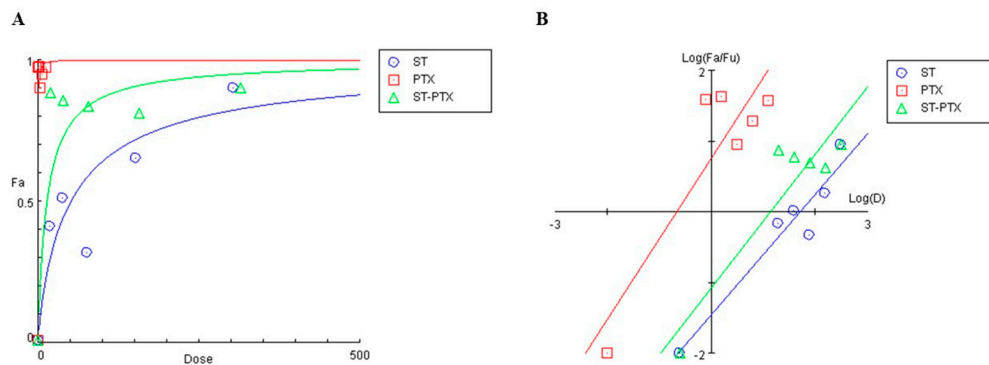 A
Fa
1
0.5
0
0
Dose
500
ST
PTX
ST-PTX
B
Log(Fa/Fu)
2
Log(D)
-3
3
-2
ST
PTX
ST-PTX